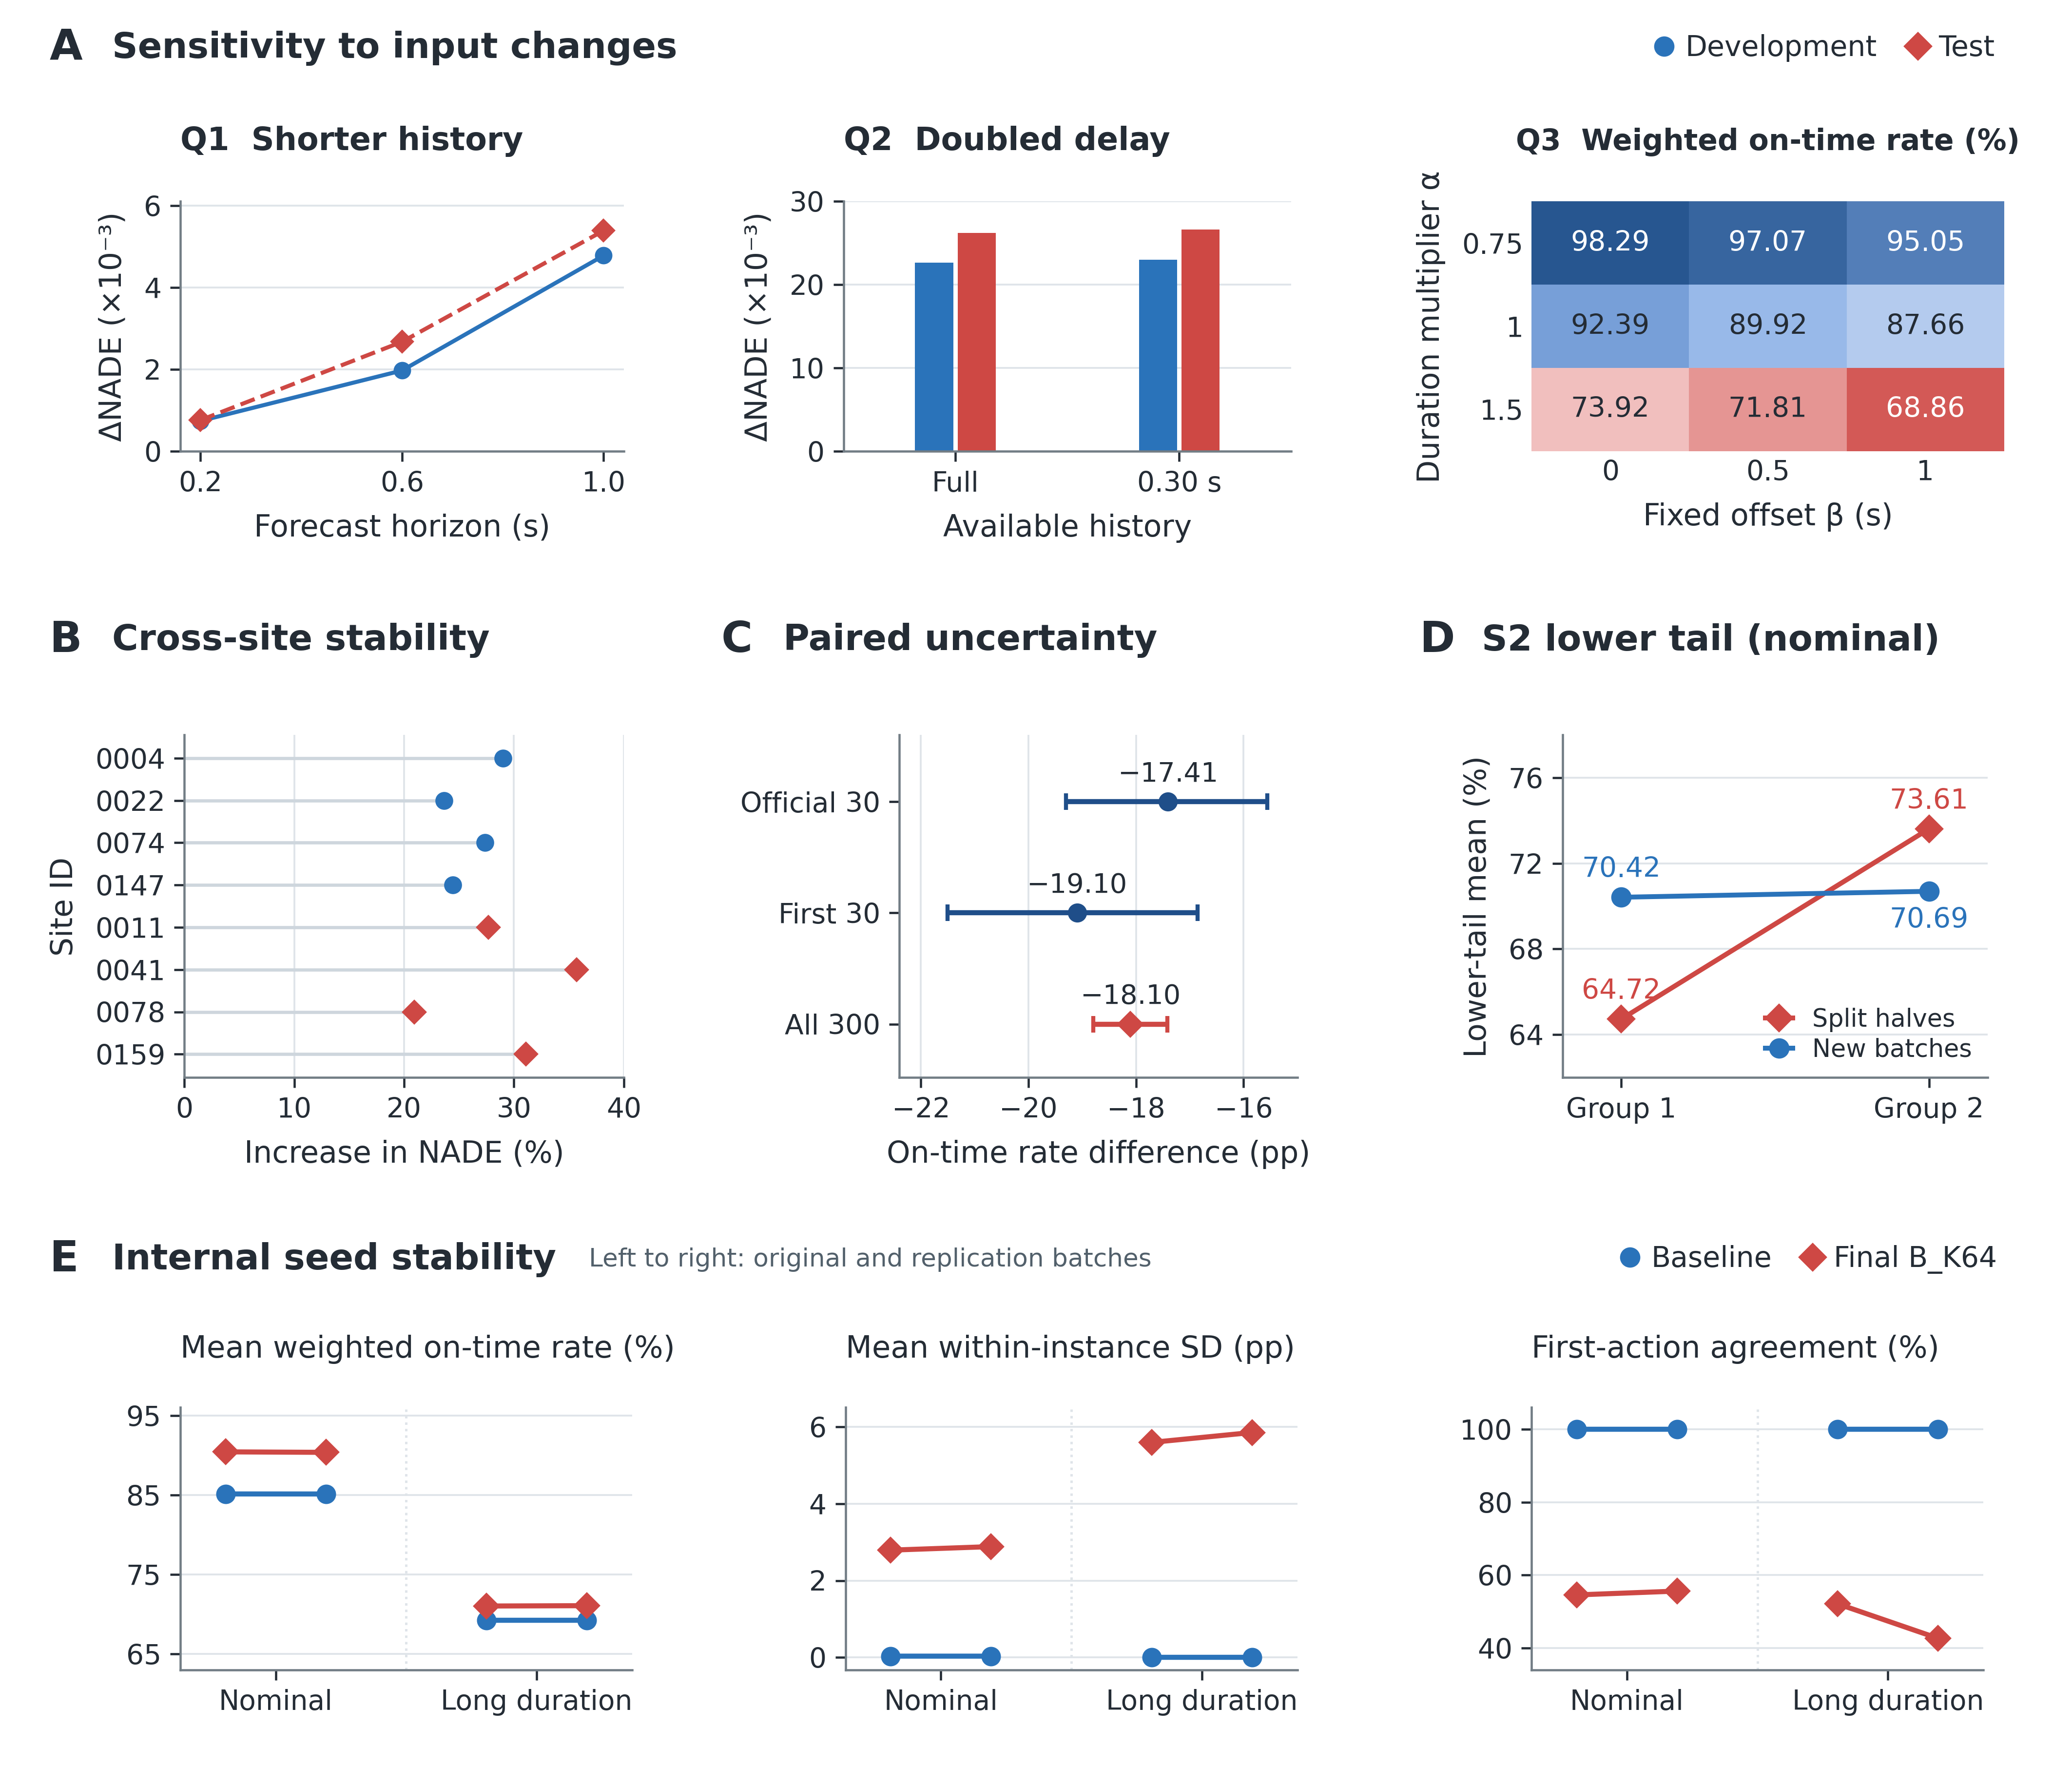 A Sensitivity to input changes
Development Test
Q1 Shorter history
ΔNADE (×10⁻³)
6
4
2
0
0.2 0.6 1.0
Forecast horizon (s)
Q2 Doubled delay
ΔNADE (×10⁻³)
30
20
10
0
Full 0.30 s
Available history
Q3 Weighted on-time rate (%)
Duration multiplier α
0.75 98.29 97.07 95.05
1 92.39 89.92 87.66
1.5 73.92 71.81 68.86
0 0.5 1
Fixed offset β (s)
B Cross-site stability
Site ID
0004
0022
0074
0147
0011
0041
0078
0159
0 10 20 30 40
Increase in NADE (%)
C Paired uncertainty
−17.41
Official 30
−19.10
First 30
−18.10
All 300
−22 −20 −18 −16
On-time rate difference (pp)
D S2 lower tail (nominal)
Lower-tail mean (%)
76
72
68
64
73.61
70.42
70.69
64.72
Split halves
New batches
Group 1 Group 2
E Internal seed stability Left to right: original and replication batches
Baseline Final B_K64
Mean weighted on-time rate (%)
95
85
75
65
Nominal Long duration
Mean within-instance SD (pp)
6
4
2
0
Nominal Long duration
First-action agreement (%)
100
80
60
40
Nominal Long duration